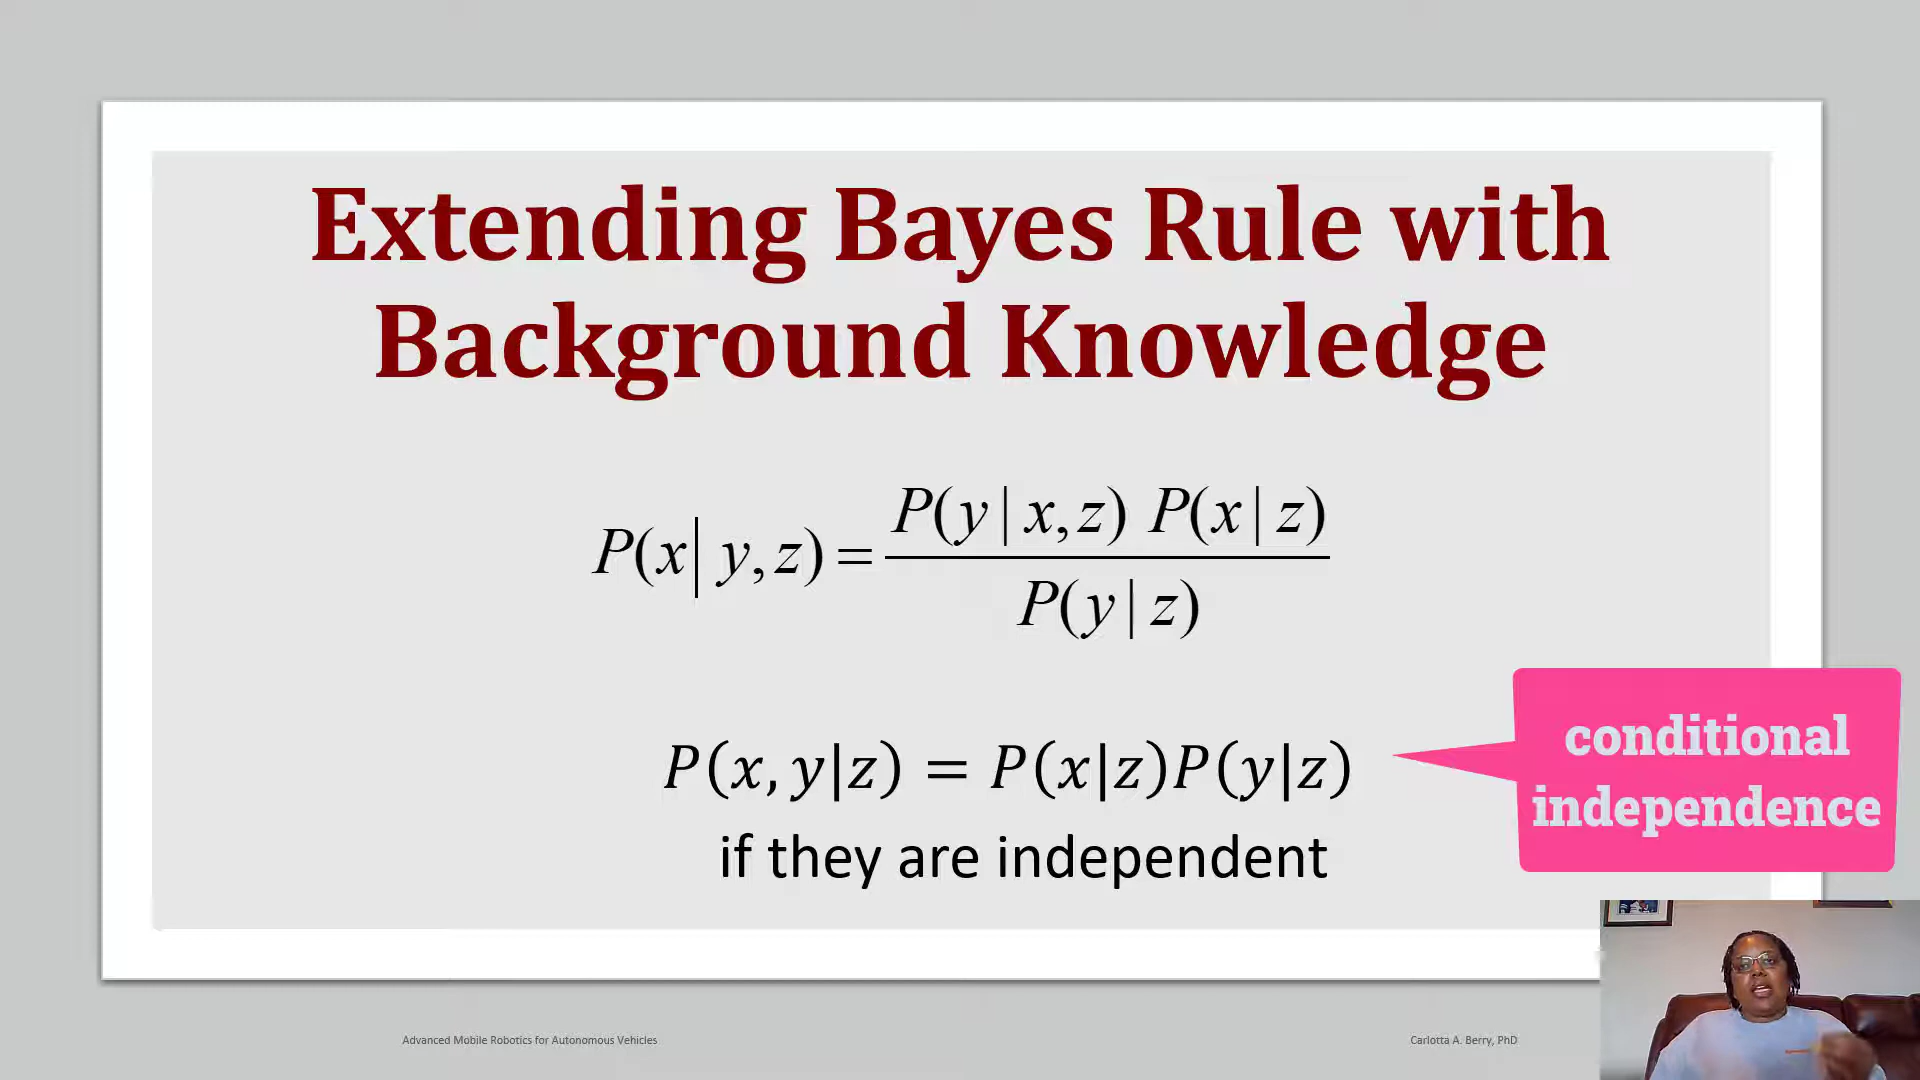 Extending Bayes Rule with
Background Knowledge
P(x| y,z) = P(y | x,z) P(x | z) / P(y | z)
P(x, y|z) = P(x|z)P(y|z)
if they are independent
conditional
independence
Advanced Mobile Robotics for Autonomous Vehicles
Carlotta A. Berry, PhD